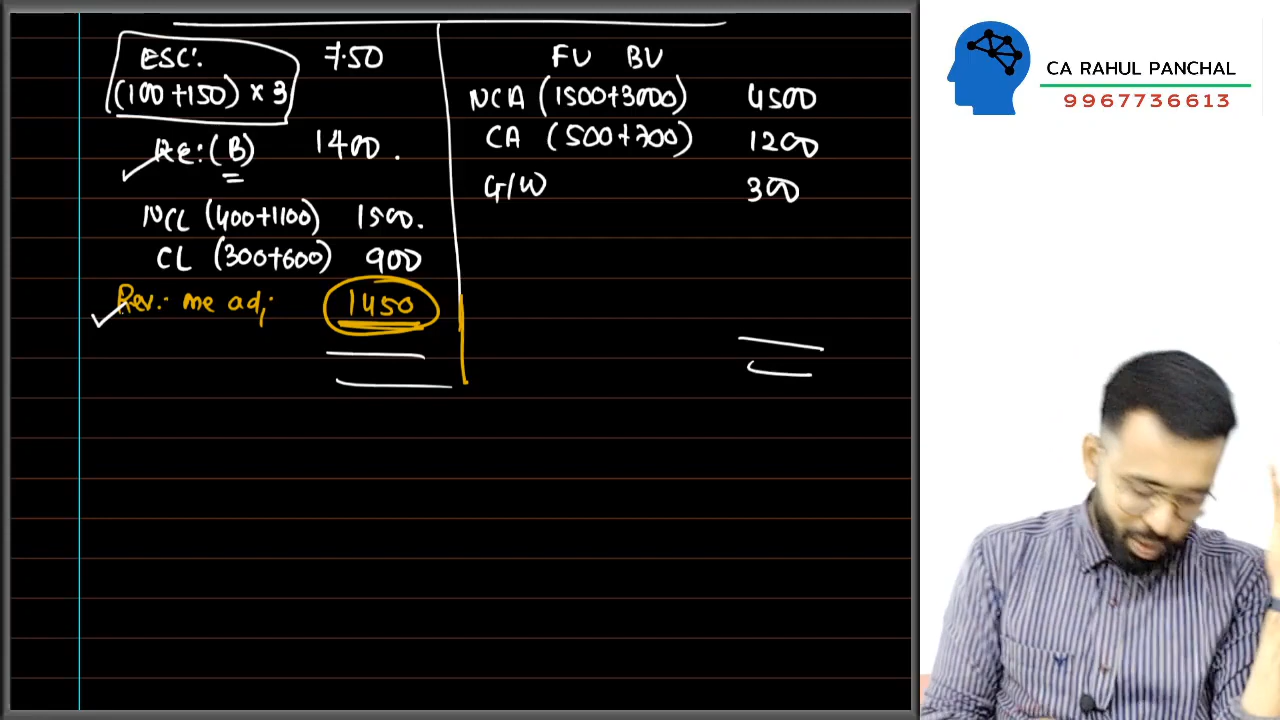 ESC: 7.50
(100 + 150) × 3
Re: (B) 1400.
NCL (400+1100) 1500.
CL (300+600) 900
Rev.: me adj. 1450
FV BV
NCA (1500+3000) 4500
CA (500+700) 1200
G/W 300
CA RAHUL PANCHAL
9967736613